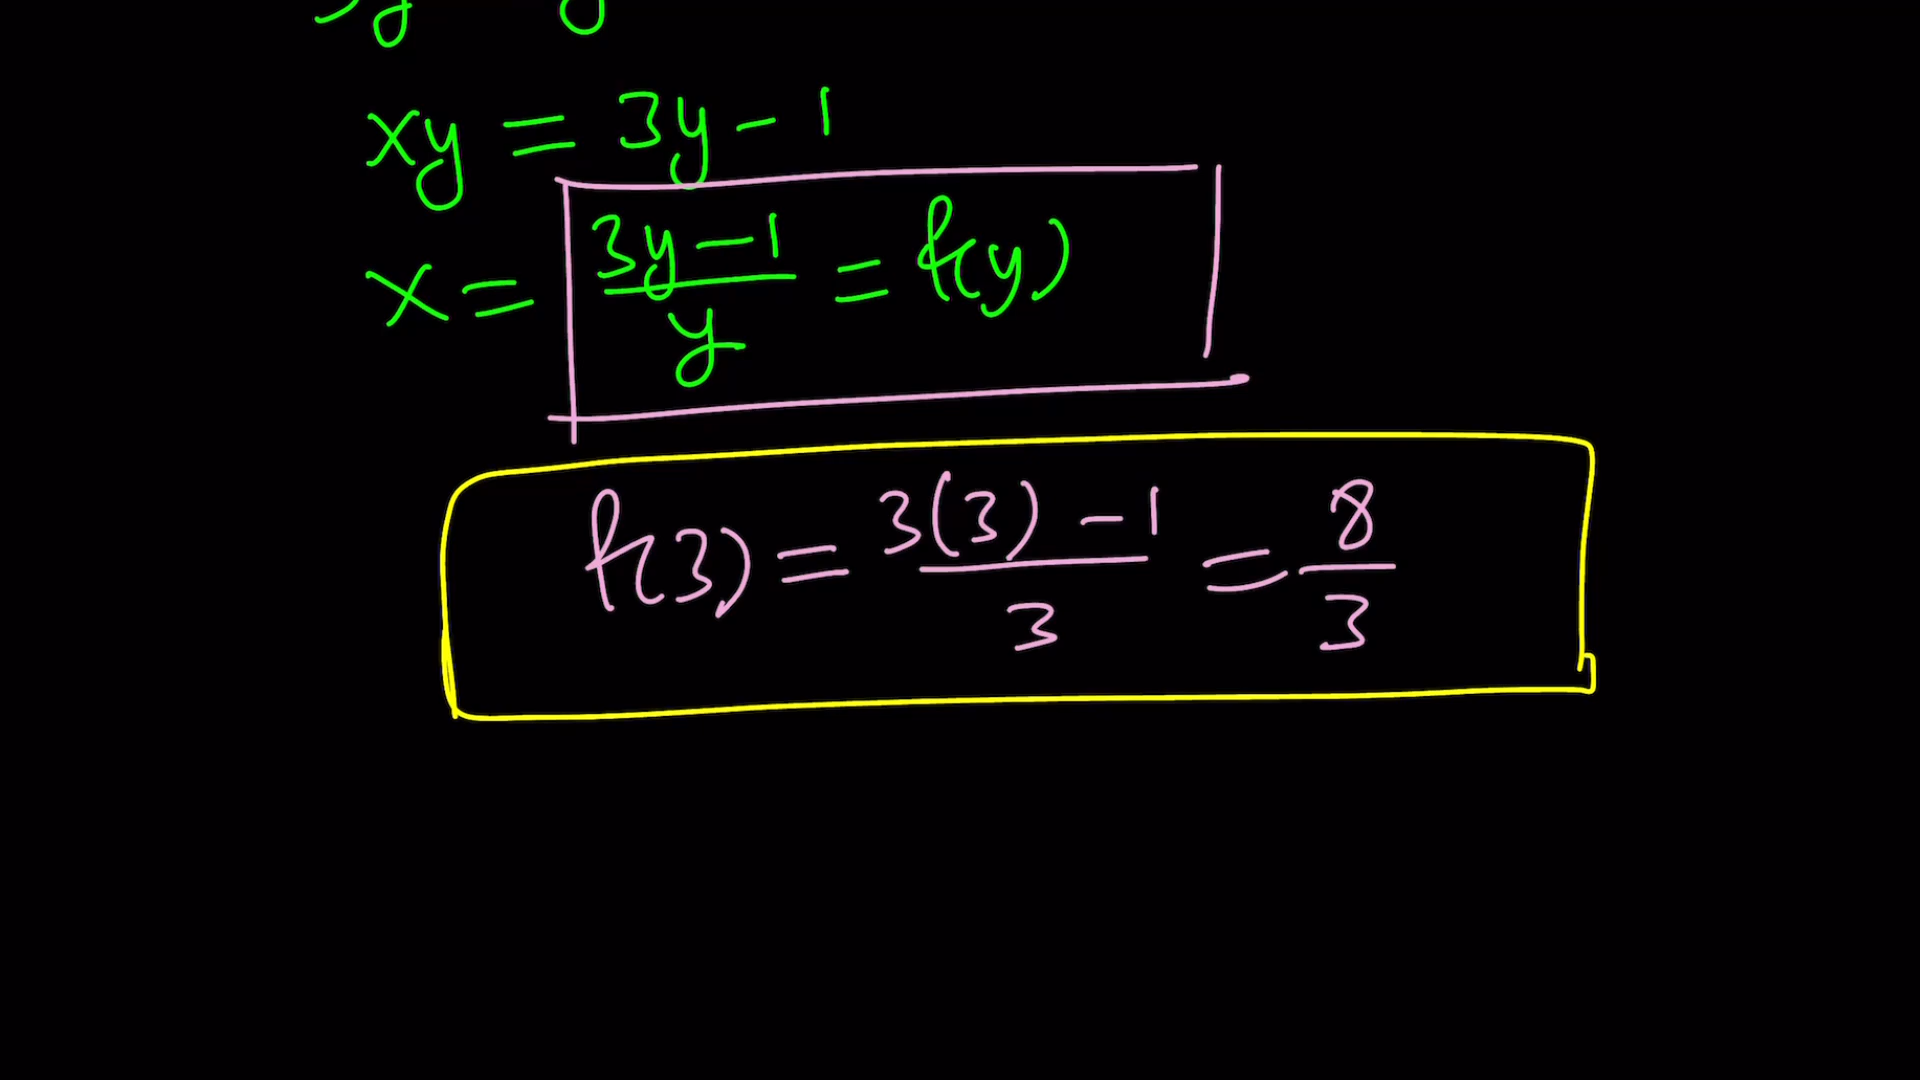 xy = 3y - 1
x = (3y - 1)/y = f(y)
f(3) = (3(3) - 1)/3 = 8/3